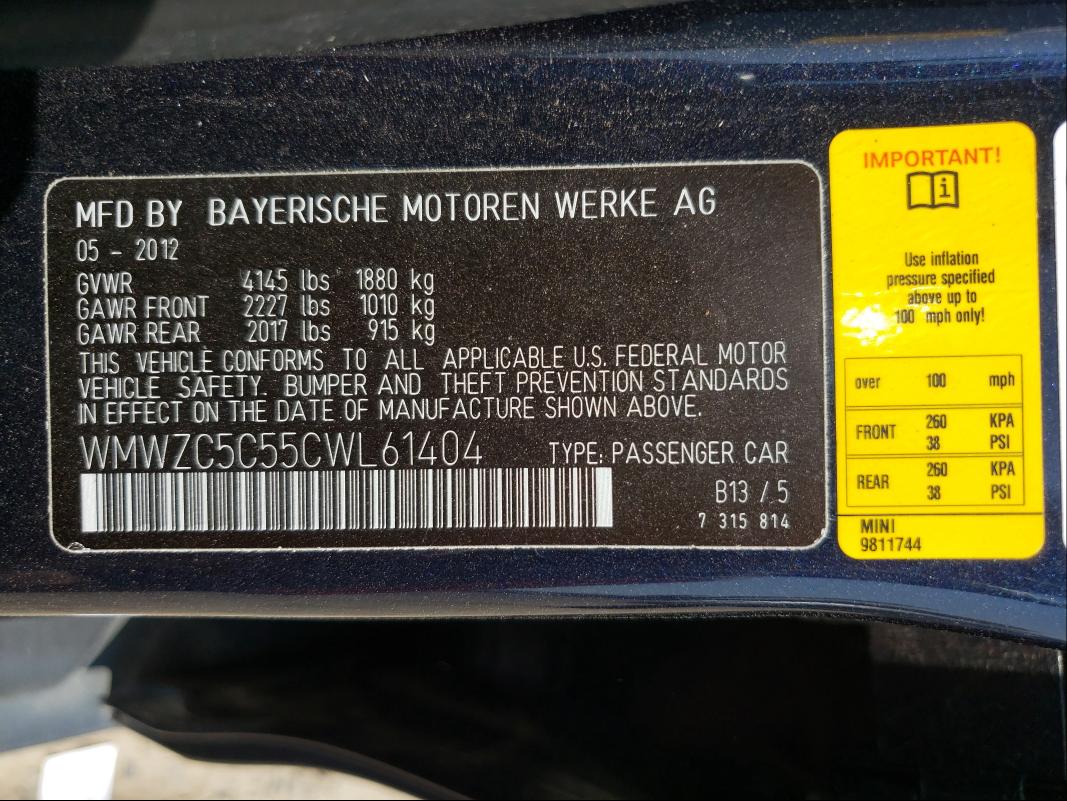 MFD BY BAYERISCHE MOTOREN WERKE AG
05 - 2012
GVWR 4145 lbs 1880 kg
GAWR FRONT 2227 lbs 1010 kg
GAWR REAR 2017 lbs 915 kg
THIS VEHICLE CONFORMS TO ALL APPLICABLE U.S. FEDERAL MOTOR
VEHICLE SAFETY. BUMPER AND THEFT PREVENTION STANDARDS
IN EFFECT ON THE DATE OF MANUFACTURE SHOWN ABOVE.
WMWZC5C55CWL61404 TYPE: PASSENGER CAR
B13 / 5
7 315 814
IMPORTANT!
i
Use inflation
pressure specified
above up to
100 mph only!
over 100 mph
FRONT 260 KPA
38 PSI
REAR 260 KPA
38 PSI
MINI
9811744